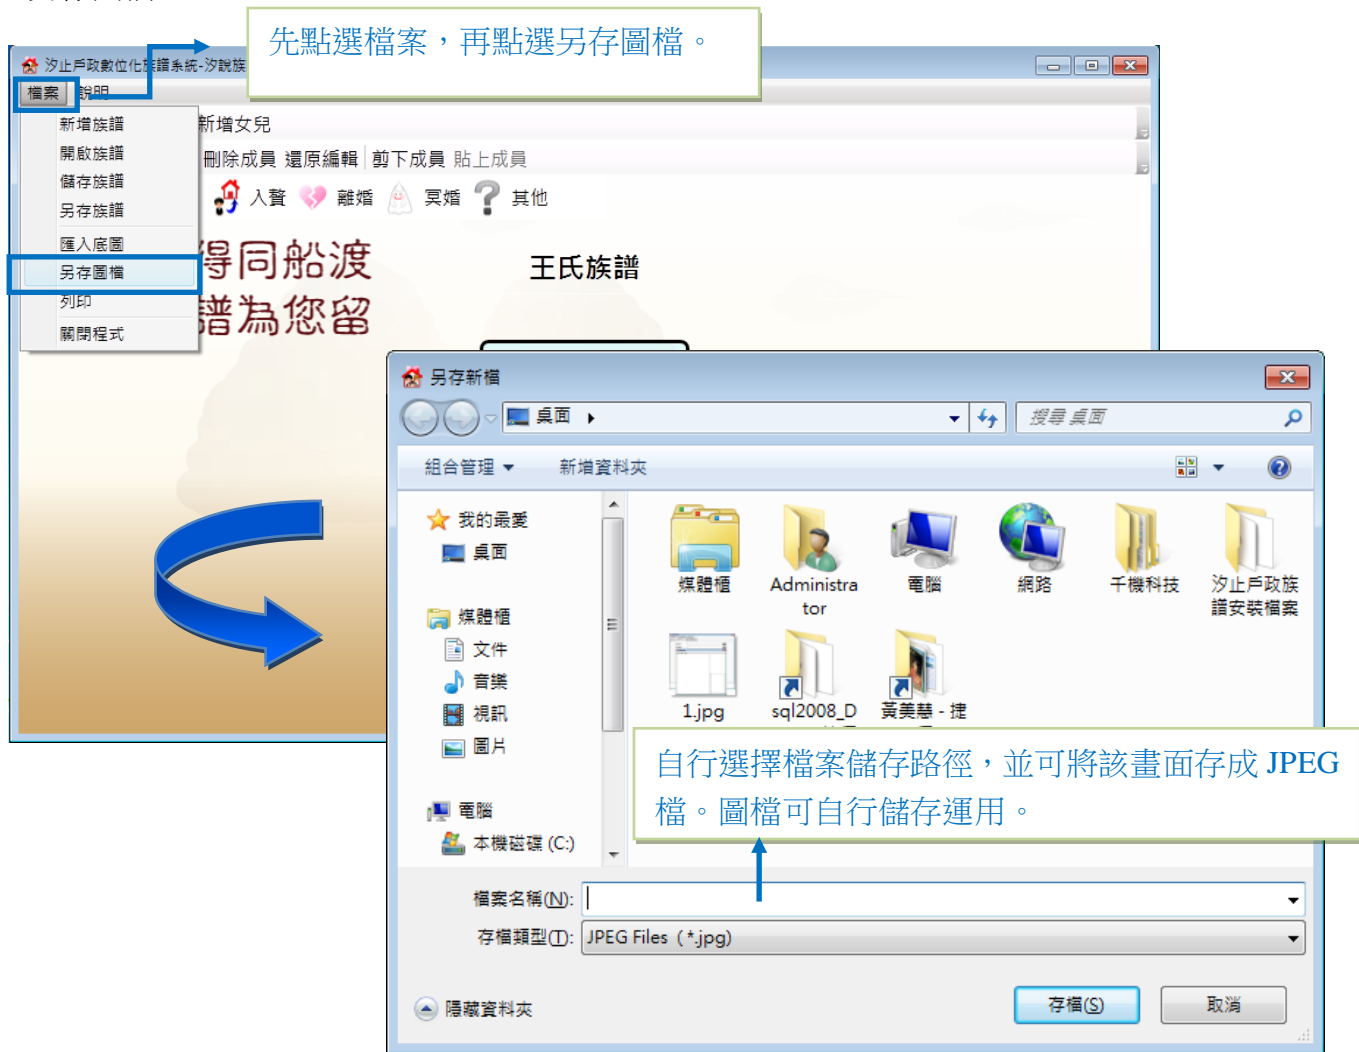 先點選檔案，再點選另存圖檔。
汐止戶政數位化族譜系統-汐說族
檔案 說明
新增族譜
開啟族譜
儲存族譜
另存族譜
匯入底圖
另存圖檔
列印
關閉程式
新增女兒
刪除成員 還原編輯 剪下成員 貼上成員
入贅 離婚 冥婚 其他
得同船渡
譜為您留
王氏族譜
另存新檔
桌面
搜尋 桌面
組合管理 新增資料夾
我的最愛
桌面
媒體櫃
文件
音樂
視訊
圖片
電腦
本機磁碟 (C:)
媒體櫃
Administra
tor
電腦
網路
千機科技
汐止戶政族
譜安裝檔案
1.jpg
sql2008_D
黃美慧 - 捷
自行選擇檔案儲存路徑，並可將該畫面存成 JPEG
檔。圖檔可自行儲存運用。
檔案名稱(N):
存檔類型(T): JPEG Files (*.jpg)
隱藏資料夾
存檔(S) 取消